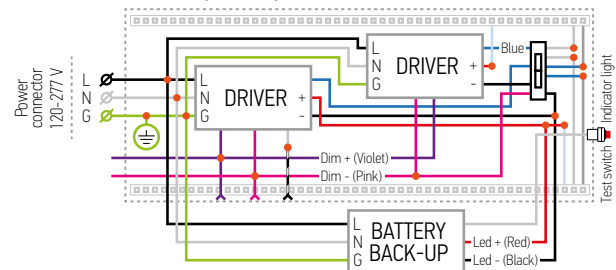 Power
connector
120-277 V
L
N
G
L
N
G
DRIVER
+
-
L
N
G
DRIVER
+
-
Blue
Dim + (Violet)
Dim - (Pink)
L
N
G
BATTERY
BACK-UP
Led + (Red)
Led - (Black)
Test switch
Indicator light